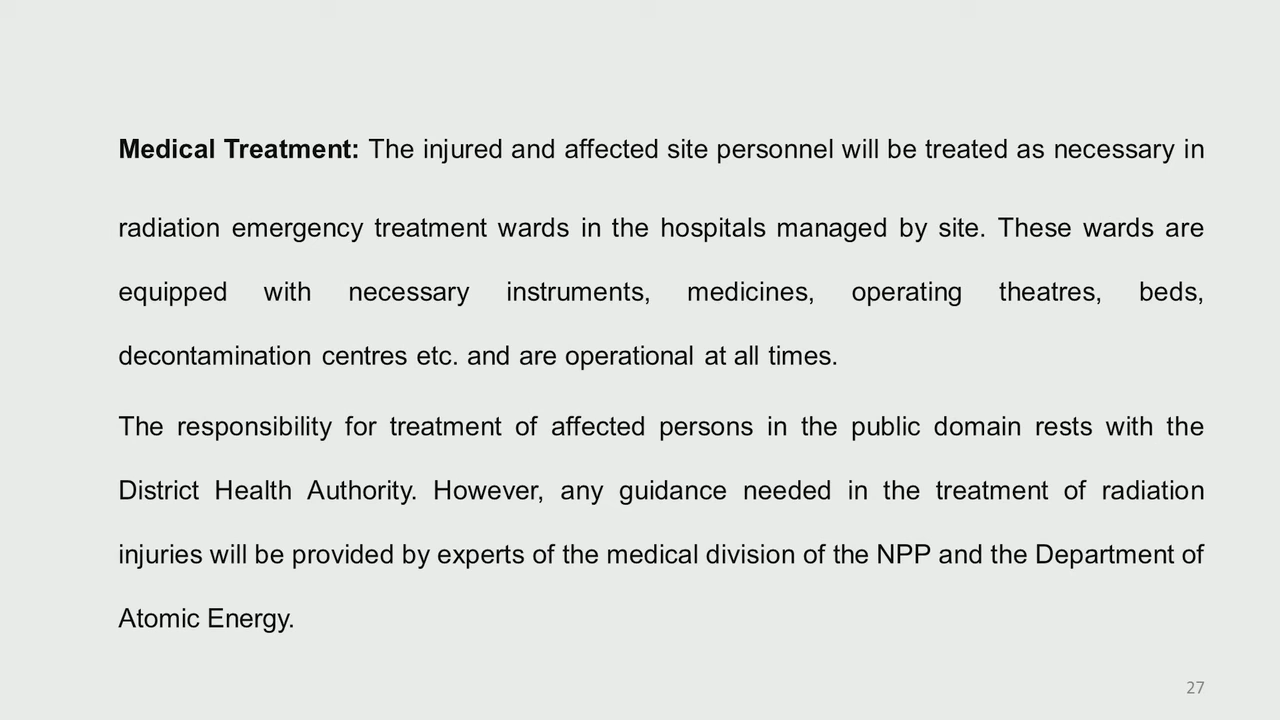 Medical Treatment: The injured and affected site personnel will be treated as necessary in
radiation emergency treatment wards in the hospitals managed by site. These wards are
equipped with necessary instruments, medicines, operating theatres, beds,
decontamination centres etc. and are operational at all times.
The responsibility for treatment of affected persons in the public domain rests with the
District Health Authority. However, any guidance needed in the treatment of radiation
injuries will be provided by experts of the medical division of the NPP and the Department of
Atomic Energy.
27